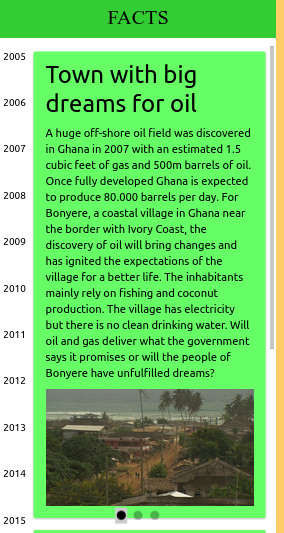 FACTS
2005
2006
2007
2008
2009
2010
2011
2012
2013
2014
2015
Town with big
dreams for oil
A huge off-shore oil field was discovered
in Ghana in 2007 with an estimated 1.5
cubic feet of gas and 500m barrels of oil.
Once fully developed Ghana is expected
to produce 80.000 barrels per day. For
Bonyere, a coastal village in Ghana near
the border with Ivory Coast, the
discovery of oil will bring changes and
has ignited the expectations of the
village for a better life. The inhabitants
mainly rely on fishing and coconut
production. The village has electricity
but there is no clean drinking water. Will
oil and gas deliver what the government
says it promises or will the people of
Bonyere have unfulfilled dreams?